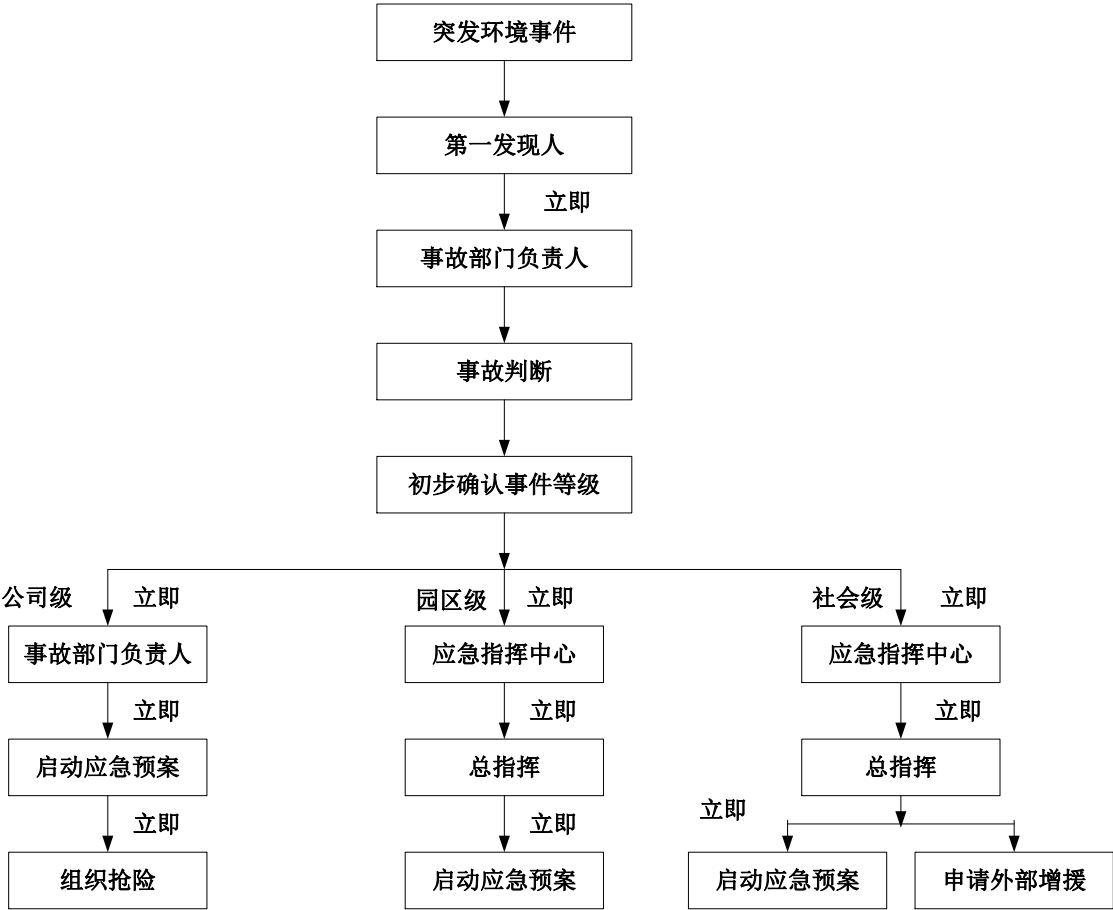 突发环境事件
第一发现人
立即
事故部门负责人
事故判断
初步确认事件等级
公司级 立即 园区级 立即 社会级 立即
事故部门负责人 应急指挥中心 应急指挥中心
立即 立即 立即
启动应急预案 总指挥 总指挥
立即 立即 立即
组织抢险 启动应急预案 启动应急预案 申请外部增援